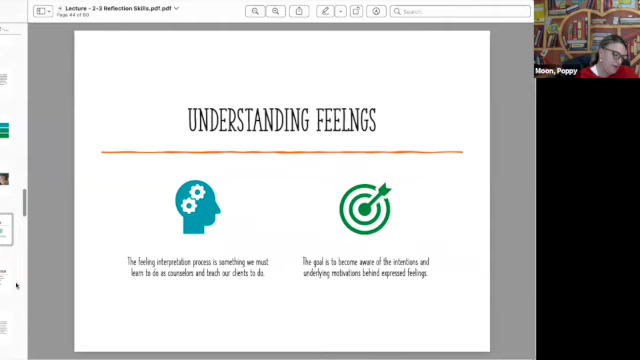 Lecture - 2-3 Reflection Skills.pdf.pdf
Page 44 of 60
Search
Moon, Poppy
UNDERSTANDING FEELNGS
The feeling interpretation process is something we must
learn to do as counselors and teach our clients to do.
The goal is to become aware of the intentions and
underlying motivations behind expressed feelings.